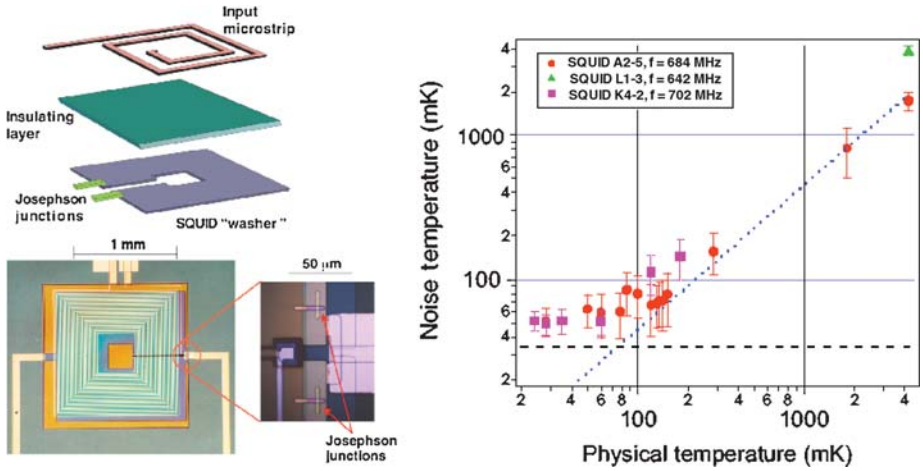 Input
microstrip
Insulating
layer
Josephson
junctions
SQUID "washer"
1 mm
50 μm
Josephson
junctions
SQUID A2-5, f = 684 MHz
SQUID L1-3, f = 642 MHz
SQUID K4-2, f = 702 MHz
Noise temperature (mK)
4
2
1000
8
6
4
2
100
8
6
4
2
2
4
6
8
100
2
4
6
8
1000
2
4
Physical temperature (mK)